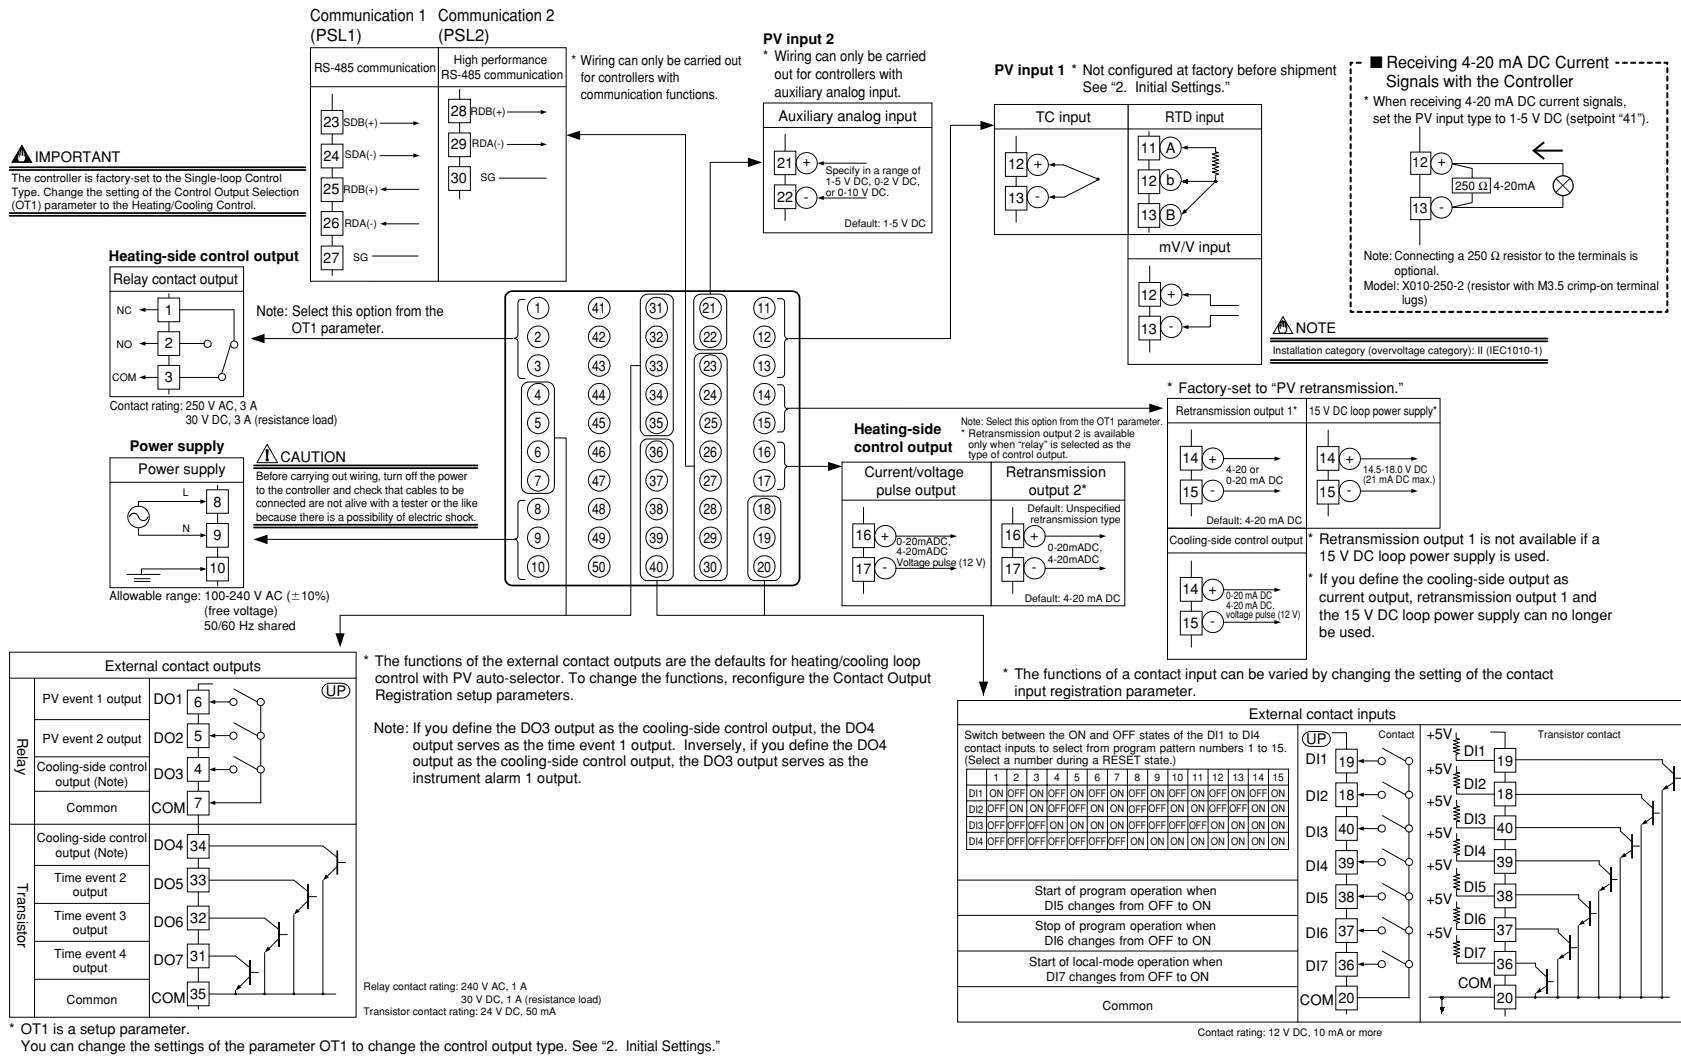 Communication 1
(PSL1)
Communication 2
(PSL2)
RS-485 communication
High performance
RS-485 communication
23 SDB(+)
24 SDA(-)
25 RDB(+)
26 RDA(-)
27 SG
28 RDB(+)
29 RDA(-)
30 SG
* Wiring can only be carried out
for controllers with
communication functions.
PV input 2
* Wiring can only be carried
out for controllers with
auxiliary analog input.
Auxiliary analog input
21 +
22 -
Specify in a range of
1-5 V DC, 0-2 V DC,
or 0-10 V DC.
Default: 1-5 V DC
PV input 1 * Not configured at factory before shipment
See “2. Initial Settings.”
TC input
12 +
13 -
RTD input
11 A
12 b
13 B
mV/V input
12 +
13 -
■ Receiving 4-20 mA DC Current
Signals with the Controller
* When receiving 4-20 mA DC current signals,
set the PV input type to 1-5 V DC (setpoint “41”).
12 +
250 Ω 4-20mA
13 -
Note: Connecting a 250 Ω resistor to the terminals is
optional.
Model: X010-250-2 (resistor with M3.5 crimp-on terminal
lugs)
NOTE
Installation category (overvoltage category): II (IEC1010-1)
IMPORTANT
The controller is factory-set to the Single-loop Control
Type. Change the setting of the Control Output Selection
(OT1) parameter to the Heating/Cooling Control.
Heating-side control output
Relay contact output
NC 1
NO 2
COM 3
Contact rating: 250 V AC, 3 A
30 V DC, 3 A (resistance load)
Note: Select this option from the
OT1 parameter.
1 41 31 21 11
2 42 32 22 12
3 43 33 23 13
4 44 34 24 14
5 45 35 25 15
6 46 36 26 16
7 47 37 27 17
8 48 38 28 18
9 49 39 29 19
10 50 40 30 20
Power supply
Power supply
L 8
N 9
10
Allowable range: 100-240 V AC (±10%)
(free voltage)
50/60 Hz shared
CAUTION
Before carrying out wiring, turn off the power
to the controller and check that cables to be
connected are not alive with a tester or the like
because there is a possibility of electric shock.
Heating-side
control output
Note: Select this option from the OT1 parameter.
* Retransmission output 2 is available
only when “relay” is selected as the
type of control output.
Current/voltage
pulse output
16 +
17 -
0-20mADC,
4-20mADC
Voltage pulse (12 V)
Retransmission
output 2*
Default: Unspecified
retransmission type
16 +
17 -
0-20mADC,
4-20mADC
Default: 4-20 mA DC
* Factory-set to “PV retransmission.”
Retransmission output 1*
14 +
15 -
4-20 or
0-20 mA DC
Default: 4-20 mA DC
15 V DC loop power supply*
14 +
15 -
14.5-18.0 V DC
(21 mA DC max.)
Cooling-side control output
14 +
15 -
0-20 mA DC
4-20 mA DC,
voltage pulse (12 V)
* Retransmission output 1 is not available if a
15 V DC loop power supply is used.
* If you define the cooling-side output as
current output, retransmission output 1 and
the 15 V DC loop power supply can no longer
be used.
External contact outputs
UP
Relay
PV event 1 output DO1 6
PV event 2 output DO2 5
Cooling-side control
output (Note) DO3 4
Common COM 7
Transistor
Cooling-side control
output (Note) DO4 34
Time event 2
output DO5 33
Time event 3
output DO6 32
Time event 4
output DO7 31
Common COM 35
* The functions of the external contact outputs are the defaults for heating/cooling loop
control with PV auto-selector. To change the functions, reconfigure the Contact Output
Registration setup parameters.
Note: If you define the DO3 output as the cooling-side control output, the DO4
output serves as the time event 1 output. Inversely, if you define the DO4
output as the cooling-side control output, the DO3 output serves as the
instrument alarm 1 output.
Relay contact rating: 240 V AC, 1 A
30 V DC, 1 A (resistance load)
Transistor contact rating: 24 V DC, 50 mA
* The functions of a contact input can be varied by changing the setting of the contact
input registration parameter.
External contact inputs
Switch between the ON and OFF states of the DI1 to DI4
contact inputs to select from program pattern numbers 1 to 15.
(Select a number during a RESET state.)
1 2 3 4 5 6 7 8 9 10 11 12 13 14 15
DI1 ON OFF ON OFF ON OFF ON OFF ON OFF ON OFF ON OFF ON
DI2 OFF ON ON OFF OFF ON ON OFF OFF ON ON OFF OFF ON ON
DI3 OFF OFF OFF ON ON ON ON OFF OFF OFF OFF ON ON ON ON
DI4 OFF OFF OFF OFF OFF OFF OFF ON ON ON ON ON ON ON ON
Start of program operation when
DI5 changes from OFF to ON
Stop of program operation when
DI6 changes from OFF to ON
Start of local-mode operation when
DI7 changes from OFF to ON
Common
UP Contact
DI1 19
DI2 18
DI3 40
DI4 39
DI5 38
DI6 37
DI7 36
COM 20
Transistor contact
+5V DI1 19
+5V DI2 18
+5V DI3 40
+5V DI4 39
+5V DI5 38
+5V DI6 37
+5V DI7 36
COM 20
Contact rating: 12 V DC, 10 mA or more
* OT1 is a setup parameter.
You can change the settings of the parameter OT1 to change the control output type. See “2. Initial Settings.”